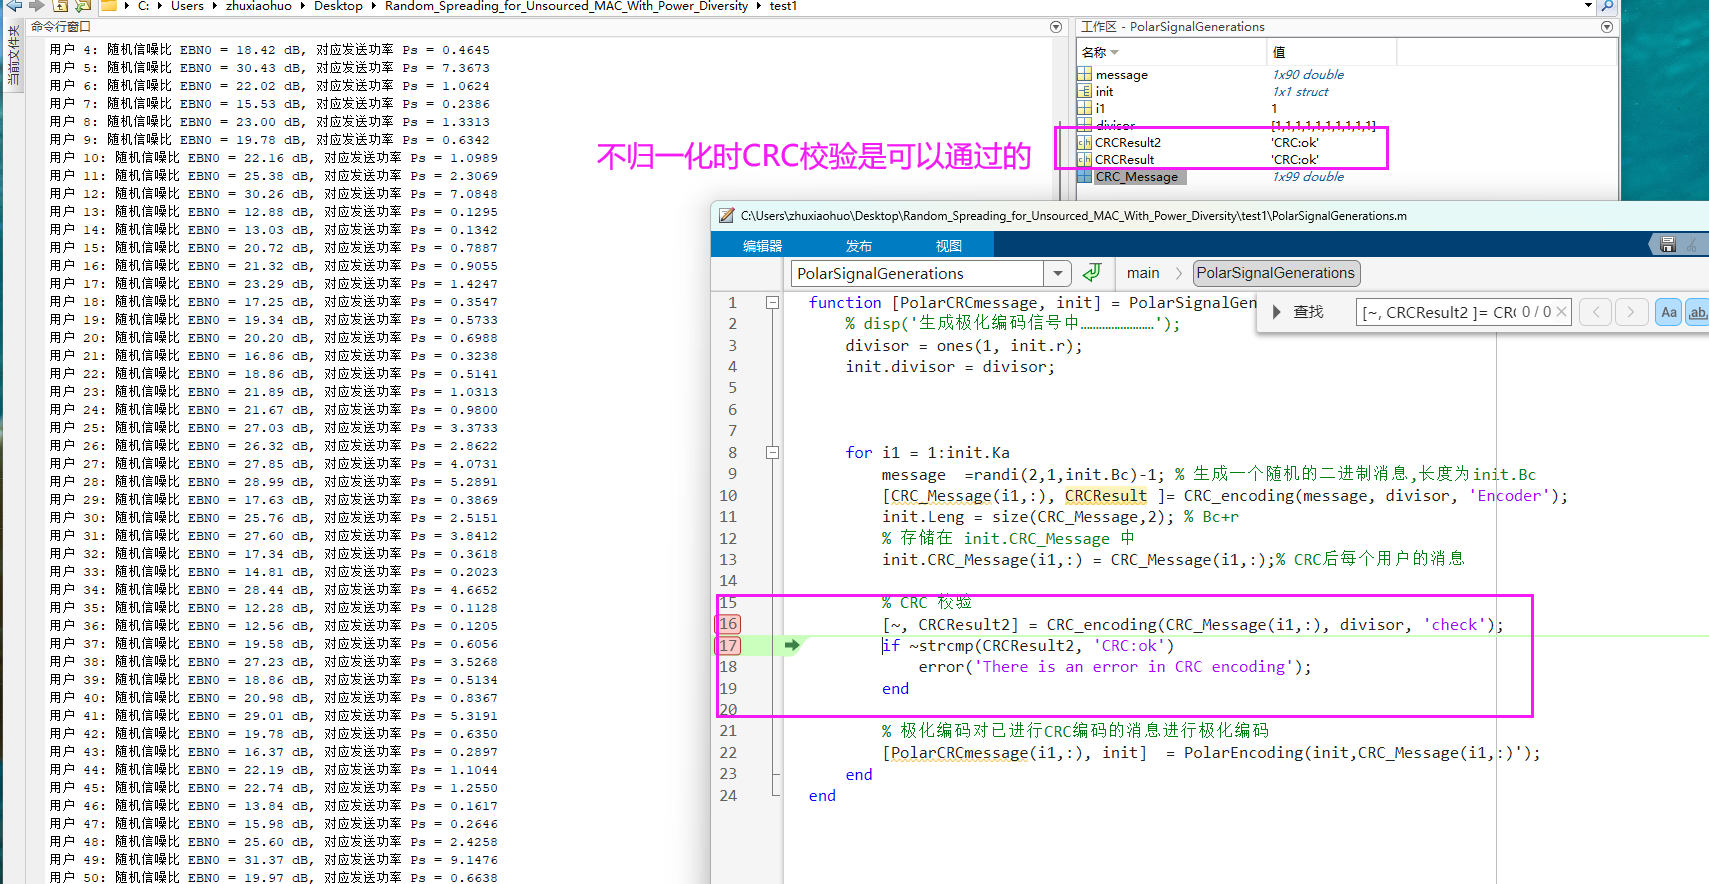 C: › Users › zhuxiaohuo › Desktop › Random_Spreading_for_Unsourced_MAC_With_Power_Diversity › test1
当前文件夹
命令行窗口
用户 4: 随机信噪比 EBN0 = 18.42 dB, 对应发送功率 Ps = 0.4645
用户 5: 随机信噪比 EBN0 = 30.43 dB, 对应发送功率 Ps = 7.3673
用户 6: 随机信噪比 EBN0 = 22.02 dB, 对应发送功率 Ps = 1.0624
用户 7: 随机信噪比 EBN0 = 15.53 dB, 对应发送功率 Ps = 0.2386
用户 8: 随机信噪比 EBN0 = 23.00 dB, 对应发送功率 Ps = 1.3313
用户 9: 随机信噪比 EBN0 = 19.78 dB, 对应发送功率 Ps = 0.6342
用户 10: 随机信噪比 EBN0 = 22.16 dB, 对应发送功率 Ps = 1.0989
用户 11: 随机信噪比 EBN0 = 25.38 dB, 对应发送功率 Ps = 2.3069
用户 12: 随机信噪比 EBN0 = 30.26 dB, 对应发送功率 Ps = 7.0848
用户 13: 随机信噪比 EBN0 = 12.88 dB, 对应发送功率 Ps = 0.1295
用户 14: 随机信噪比 EBN0 = 13.03 dB, 对应发送功率 Ps = 0.1342
用户 15: 随机信噪比 EBN0 = 20.72 dB, 对应发送功率 Ps = 0.7887
用户 16: 随机信噪比 EBN0 = 21.32 dB, 对应发送功率 Ps = 0.9055
用户 17: 随机信噪比 EBN0 = 23.29 dB, 对应发送功率 Ps = 1.4247
用户 18: 随机信噪比 EBN0 = 17.25 dB, 对应发送功率 Ps = 0.3547
用户 19: 随机信噪比 EBN0 = 19.34 dB, 对应发送功率 Ps = 0.5733
用户 20: 随机信噪比 EBN0 = 20.20 dB, 对应发送功率 Ps = 0.6988
用户 21: 随机信噪比 EBN0 = 16.86 dB, 对应发送功率 Ps = 0.3238
用户 22: 随机信噪比 EBN0 = 18.86 dB, 对应发送功率 Ps = 0.5141
用户 23: 随机信噪比 EBN0 = 21.89 dB, 对应发送功率 Ps = 1.0313
用户 24: 随机信噪比 EBN0 = 21.67 dB, 对应发送功率 Ps = 0.9800
用户 25: 随机信噪比 EBN0 = 27.03 dB, 对应发送功率 Ps = 3.3733
用户 26: 随机信噪比 EBN0 = 26.32 dB, 对应发送功率 Ps = 2.8622
用户 27: 随机信噪比 EBN0 = 27.85 dB, 对应发送功率 Ps = 4.0731
用户 28: 随机信噪比 EBN0 = 28.99 dB, 对应发送功率 Ps = 5.2891
用户 29: 随机信噪比 EBN0 = 17.63 dB, 对应发送功率 Ps = 0.3869
用户 30: 随机信噪比 EBN0 = 25.76 dB, 对应发送功率 Ps = 2.5151
用户 31: 随机信噪比 EBN0 = 27.60 dB, 对应发送功率 Ps = 3.8412
用户 32: 随机信噪比 EBN0 = 17.34 dB, 对应发送功率 Ps = 0.3618
用户 33: 随机信噪比 EBN0 = 14.81 dB, 对应发送功率 Ps = 0.2023
用户 34: 随机信噪比 EBN0 = 28.44 dB, 对应发送功率 Ps = 4.6652
用户 35: 随机信噪比 EBN0 = 12.28 dB, 对应发送功率 Ps = 0.1128
用户 36: 随机信噪比 EBN0 = 12.56 dB, 对应发送功率 Ps = 0.1205
用户 37: 随机信噪比 EBN0 = 19.58 dB, 对应发送功率 Ps = 0.6056
用户 38: 随机信噪比 EBN0 = 27.23 dB, 对应发送功率 Ps = 3.5268
用户 39: 随机信噪比 EBN0 = 18.86 dB, 对应发送功率 Ps = 0.5134
用户 40: 随机信噪比 EBN0 = 20.98 dB, 对应发送功率 Ps = 0.8367
用户 41: 随机信噪比 EBN0 = 29.01 dB, 对应发送功率 Ps = 5.3191
用户 42: 随机信噪比 EBN0 = 19.78 dB, 对应发送功率 Ps = 0.6350
用户 43: 随机信噪比 EBN0 = 16.37 dB, 对应发送功率 Ps = 0.2897
用户 44: 随机信噪比 EBN0 = 22.19 dB, 对应发送功率 Ps = 1.1044
用户 45: 随机信噪比 EBN0 = 22.74 dB, 对应发送功率 Ps = 1.2550
用户 46: 随机信噪比 EBN0 = 13.84 dB, 对应发送功率 Ps = 0.1617
用户 47: 随机信噪比 EBN0 = 15.98 dB, 对应发送功率 Ps = 0.2646
用户 48: 随机信噪比 EBN0 = 25.60 dB, 对应发送功率 Ps = 2.4258
用户 49: 随机信噪比 EBN0 = 31.37 dB, 对应发送功率 Ps = 9.1476
用户 50: 随机信噪比 EBN0 = 19.97 dB, 对应发送功率 Ps = 0.6638
不归一化时CRC校验是可以通过的
工作区 - PolarSignalGenerations
名称 值
message 1x90 double
init 1x1 struct
i1 1
divisor [1,1,1,1,1,1,1,1,1,1]
CRCResult2 'CRC:ok'
CRCResult 'CRC:ok'
CRC_Message 1x99 double
C:\Users\zhuxiaohuo\Desktop\Random_Spreading_for_Unsourced_MAC_With_Power_Diversity\test1\PolarSignalGenerations.m
编辑器 发布 视图
PolarSignalGenerations main › PolarSignalGenerations
查找 [~, CRCResult2 ]= CR 0 / 0 Aa ab,
1 function [PolarCRCmessage, init] = PolarSignalGe
2 % disp('生成极化编码信号中……………………');
3 divisor = ones(1, init.r);
4 init.divisor = divisor;
5
6
7
8 for i1 = 1:init.Ka
9 message  =randi(2,1,init.Bc)-1; % 生成一个随机的二进制消息,长度为init.Bc
10 [CRC_Message(i1,:), CRCResult ]= CRC_encoding(message, divisor, 'Encoder');
11 init.Leng = size(CRC_Message,2); % Bc+r
12 % 存储在 init.CRC_Message 中
13 init.CRC_Message(i1,:) = CRC_Message(i1,:);% CRC后每个用户的消息
14
15 % CRC 校验
16 [~, CRCResult2] = CRC_encoding(CRC_Message(i1,:), divisor, 'check');
17 if ~strcmp(CRCResult2, 'CRC:ok')
18 error('There is an error in CRC encoding');
19 end
20
21 % 极化编码对已进行CRC编码的消息进行极化编码
22 [PolarCRCmessage(i1,:), init]  = PolarEncoding(init,CRC_Message(i1,:)');
23 end
24 end